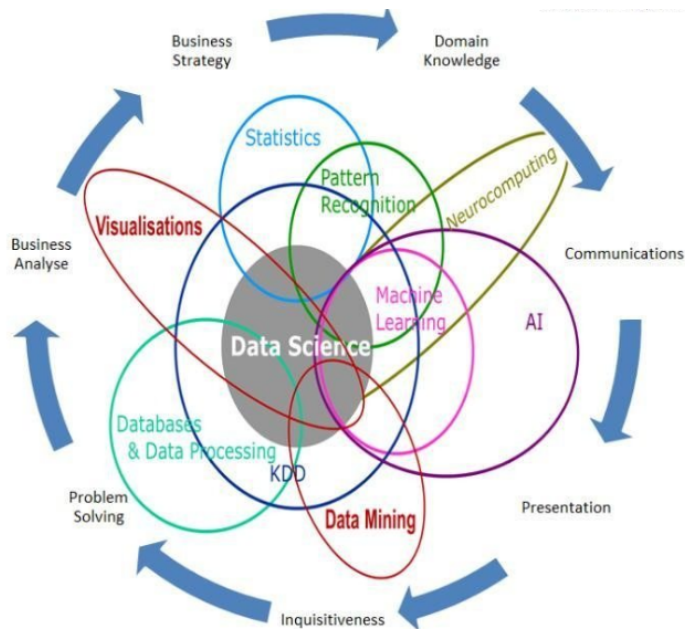 Business
Strategy
Domain
Knowledge
Statistics
Pattern
Recognition
Neurocomputing
Visualisations
Business
Analyse
Communications
Machine
Learning
AI
Data Science
Databases
& Data Processing
KDD
Problem
Solving
Data Mining
Presentation
Inquisitiveness